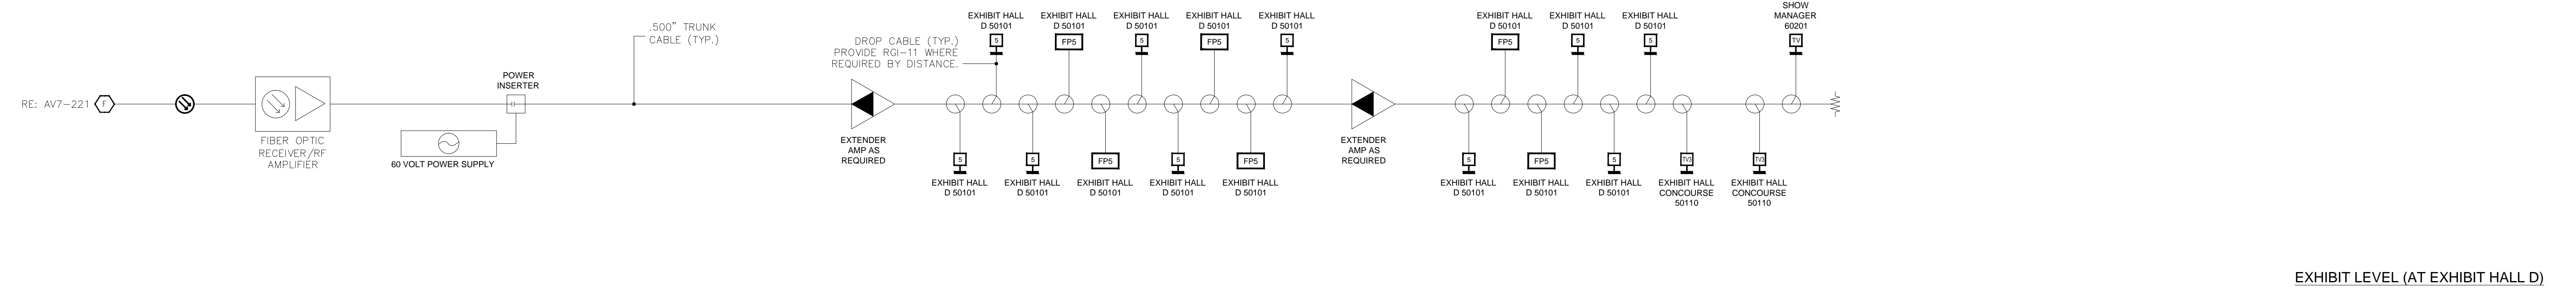 RE: AV7-221
F
FIBER OPTIC
RECEIVER/RF
AMPLIFIER
POWER
INSERTER
60 VOLT POWER SUPPLY
.500" TRUNK
CABLE (TYP.)
DROP CABLE (TYP.)
PROVIDE RGI-11 WHERE
REQUIRED BY DISTANCE.
EXTENDER
AMP AS
REQUIRED
EXHIBIT HALL
D 50101
5
EXHIBIT HALL
D 50101
FP5
EXHIBIT HALL
D 50101
5
EXHIBIT HALL
D 50101
FP5
EXHIBIT HALL
D 50101
5
5
EXHIBIT HALL
D 50101
5
EXHIBIT HALL
D 50101
FP5
EXHIBIT HALL
D 50101
5
EXHIBIT HALL
D 50101
FP5
EXHIBIT HALL
D 50101
EXTENDER
AMP AS
REQUIRED
EXHIBIT HALL
D 50101
FP5
EXHIBIT HALL
D 50101
5
EXHIBIT HALL
D 50101
5
SHOW
MANAGER
60201
TV
5
EXHIBIT HALL
D 50101
FP5
EXHIBIT HALL
D 50101
5
EXHIBIT HALL
D 50101
TV3
EXHIBIT HALL
CONCOURSE
50110
TV3
EXHIBIT HALL
CONCOURSE
50110
EXHIBIT LEVEL (AT EXHIBIT HALL D)